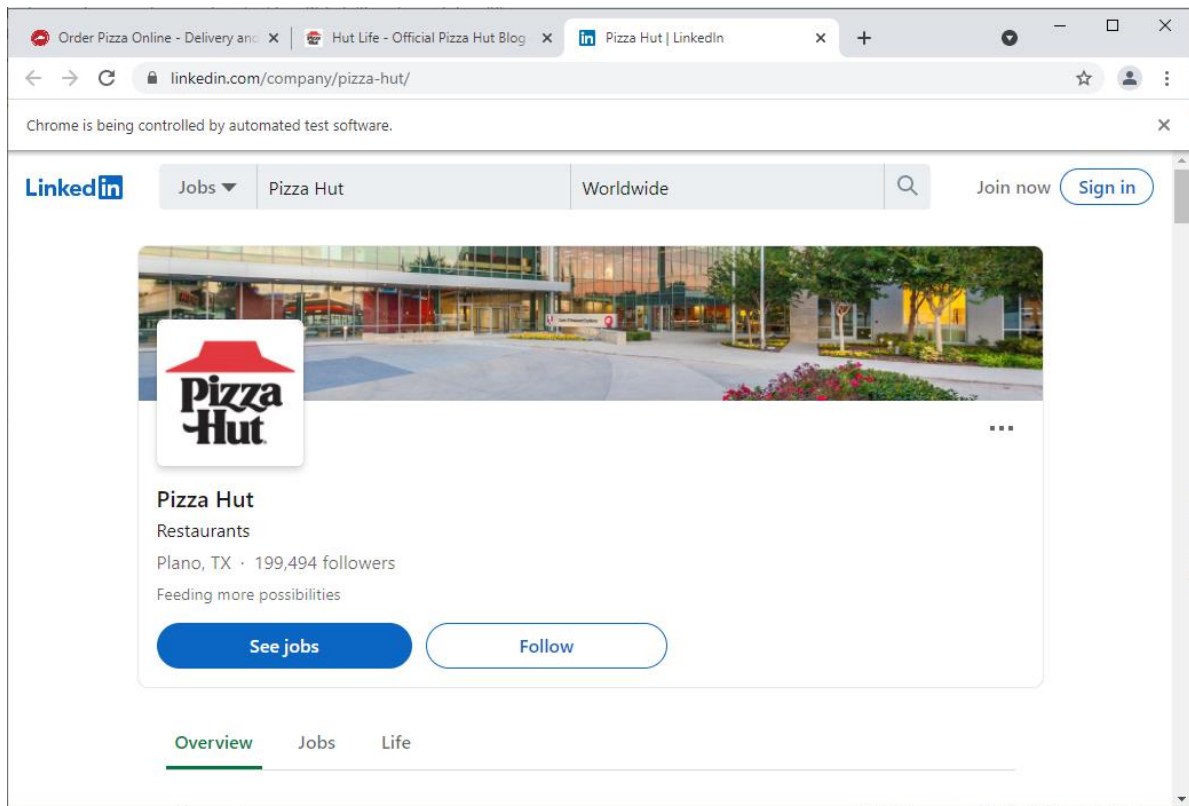 Order Pizza Online - Delivery and
Hut Life - Official Pizza Hut Blog
Pizza Hut | LinkedIn
linkedin.com/company/pizza-hut/
Chrome is being controlled by automated test software.
Linked in
Jobs
Pizza Hut
Worldwide
Join now
Sign in
Pizza
Hut
Pizza Hut
Restaurants
Plano, TX · 199,494 followers
Feeding more possibilities
See jobs
Follow
Overview
Jobs
Life